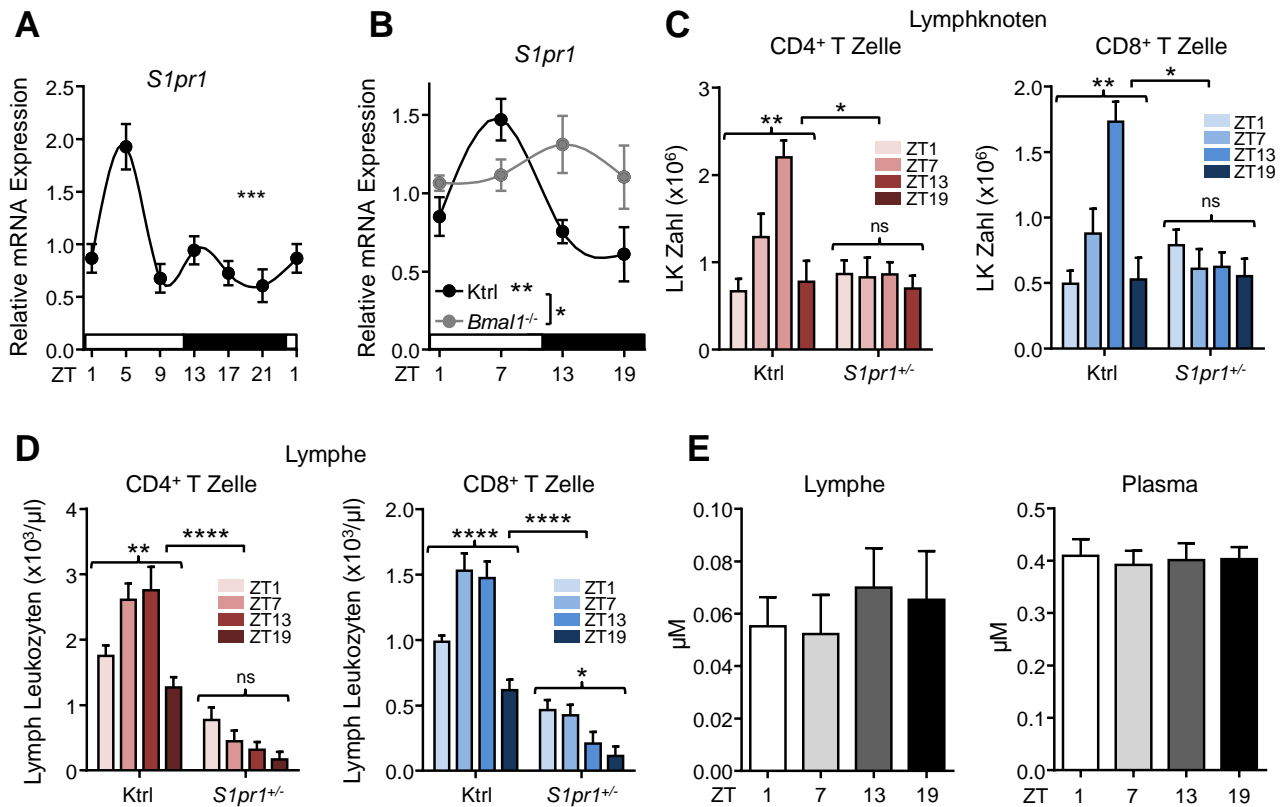 A
S1pr1
Relative mRNA Expression
2.5
2.0
1.5
1.0
0.5
0.0
***
ZT 1 5 9 13 17 21 1
B
S1pr1
Relative mRNA Expression
1.5
1.0
0.5
0.0
Ktrl **
Bmal1-/-
*
ZT 1 7 13 19
C
Lymphknoten
CD4+ T Zelle
LK Zahl (x10⁶)
3
2
1
0
**
*
ns
ZT1
ZT7
ZT13
ZT19
Ktrl S1pr1+/-
CD8+ T Zelle
LK Zahl (x10⁶)
2.0
1.5
1.0
0.5
0.0
**
*
ns
ZT1
ZT7
ZT13
ZT19
Ktrl S1pr1+/-
D
Lymphe
CD4+ T Zelle
Lymph Leukozyten (x10³/µl)
4
3
2
1
0
**
****
ns
ZT1
ZT7
ZT13
ZT19
Ktrl S1pr1+/-
CD8+ T Zelle
Lymph Leukozyten (x10³/µl)
2.0
1.5
1.0
0.5
0.0
****
****
*
ZT1
ZT7
ZT13
ZT19
Ktrl S1pr1+/-
E
Lymphe
µM
0.10
0.08
0.06
0.04
0.02
0.00
ZT 1 7 13 19
Plasma
µM
0.5
0.4
0.3
0.2
0.1
0.0
ZT 1 7 13 19